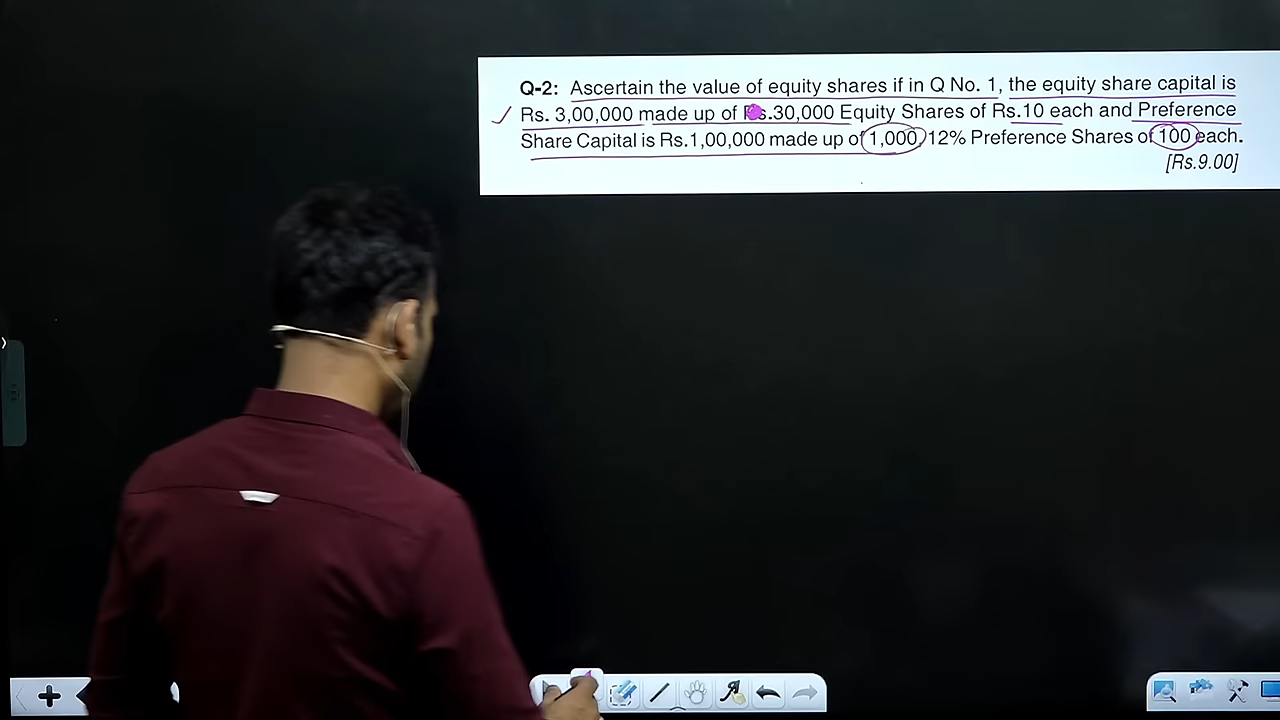 Q-2: Ascertain the value of equity shares if in Q No. 1, the equity share capital is
Rs. 3,00,000 made up of Rs.30,000 Equity Shares of Rs.10 each and Preference
Share Capital is Rs.1,00,000 made up of 1,000, 12% Preference Shares of 100 each.
[Rs.9.00]